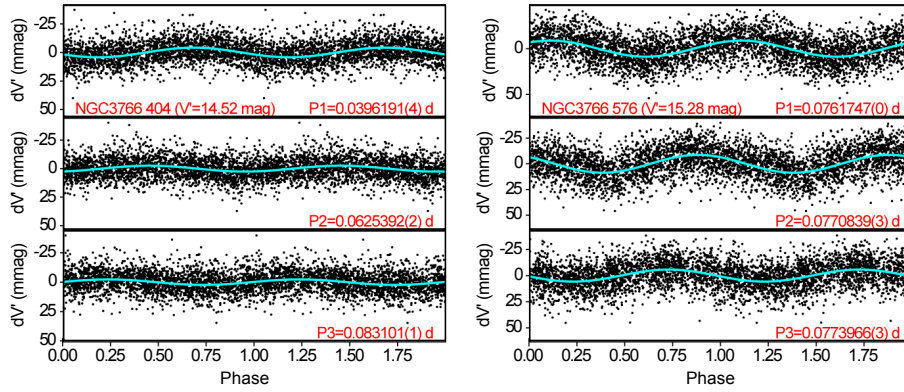 -25
0
25
50
dV' (mmag)
NGC3766 404 (V'=14.52 mag) P1=0.0396191(4) d
-25
0
25
50
dV' (mmag)
P2=0.0625392(2) d
-25
0
25
50
dV' (mmag)
P3=0.083101(1) d
0.00 0.25 0.50 0.75 1.00 1.25 1.50 1.75
Phase
0
50
dV' (mmag)
NGC3766 576 (V'=15.28 mag) P1=0.0761747(0) d
-25
0
25
50
dV' (mmag)
P2=0.0770839(3) d
-25
0
25
50
dV' (mmag)
P3=0.0773966(3) d
0.00 0.25 0.50 0.75 1.00 1.25 1.50 1.75
Phase